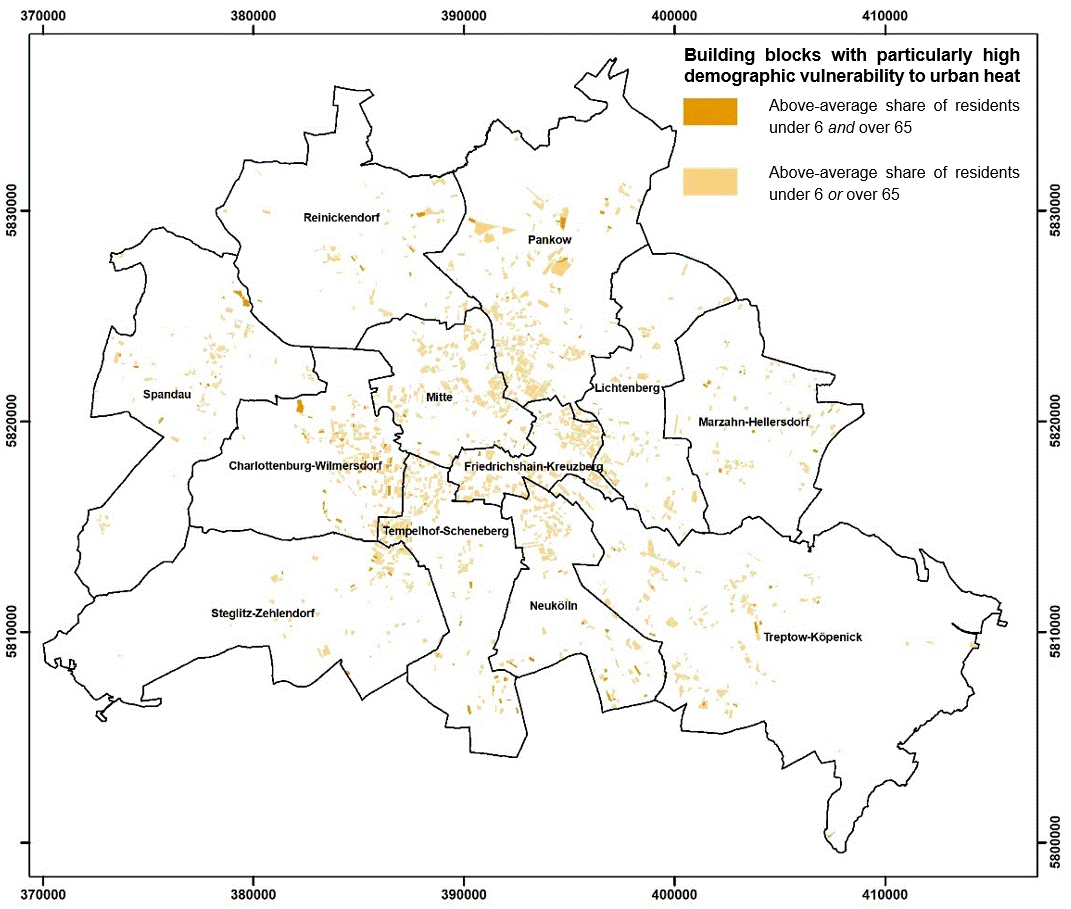 370000 380000 390000 400000 410000
Building blocks with particularly high
demographic vulnerability to urban heat
Above-average share of residents
under 6 and over 65
Above-average share of residents
under 6 or over 65
5830000 5830000
Reinickendorf
Pankow
Spandau
Mitte
Lichtenberg
5820000 5820000
Marzahn-Hellersdorf
Charlottenburg-Wilmersdorf
Friedrichshain-Kreuzberg
Tempelhof-Scheneberg
Neukölln
Steglitz-Zehlendorf
5810000 5810000
Treptow-Köpenick
5800000
370000 380000 390000 400000 410000